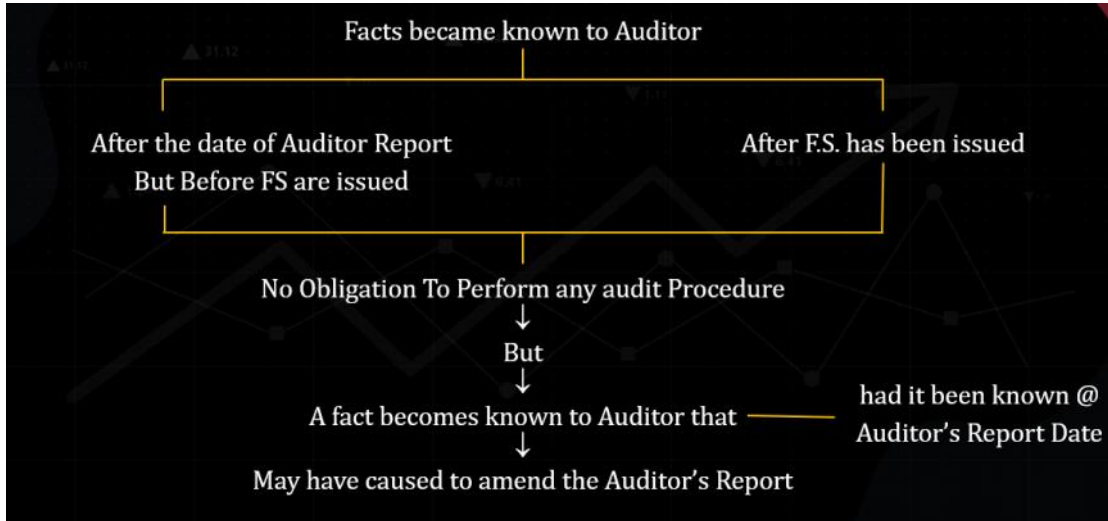 Facts became known to Auditor
After the date of Auditor Report
But Before FS are issued
After F.S. has been issued
No Obligation To Perform any audit Procedure
But
A fact becomes known to Auditor that
had it been known @
Auditor's Report Date
May have caused to amend the Auditor's Report